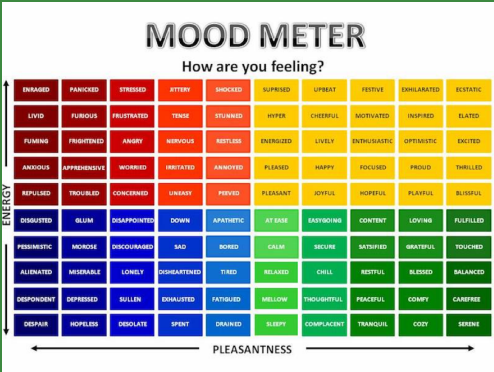 MOOD METER
How are you feeling?
ENRAGED PANICKED STRESSED JITTERY SHOCKED SUPRISED UPBEAT FESTIVE EXHILARATED ECSTATIC
LIVID FURIOUS FRUSTRATED TENSE STUNNED HYPER CHEERFUL MOTIVATED INSPIRED ELATED
FUMING FRIGHTENED ANGRY NERVOUS RESTLESS ENERGIZED LIVELY ENTHUSIASTIC OPTIMISTIC EXCITED
ANXIOUS APPREHENSIVE WORRIED IRRITATED ANNOYED PLEASED HAPPY FOCUSED PROUD THRILLED
REPULSED TROUBLED CONCERNED UNEASY PEEVED PLEASANT JOYFUL HOPEFUL PLAYFUL BLISSFUL
DISGUSTED GLUM DISAPPOINTED DOWN APATHETIC AT EASE EASYGOING CONTENT LOVING FULFILLED
PESSIMISTIC MOROSE DISCOURAGED SAD BORED CALM SECURE SATSIFIED GRATEFUL TOUCHED
ALIENATED MISERABLE LONELY DISHEARTENED TIRED RELAXED CHILL RESTFUL BLESSED BALANCED
DESPONDENT DEPRESSED SULLEN EXHAUSTED FATIGUED MELLOW THOUGHTFUL PEACEFUL COMFY CAREFREE
DESPAIR HOPELESS DESOLATE SPENT DRAINED SLEEPY COMPLACENT TRANQUIL COZY SERENE
ENERGY
PLEASANTNESS